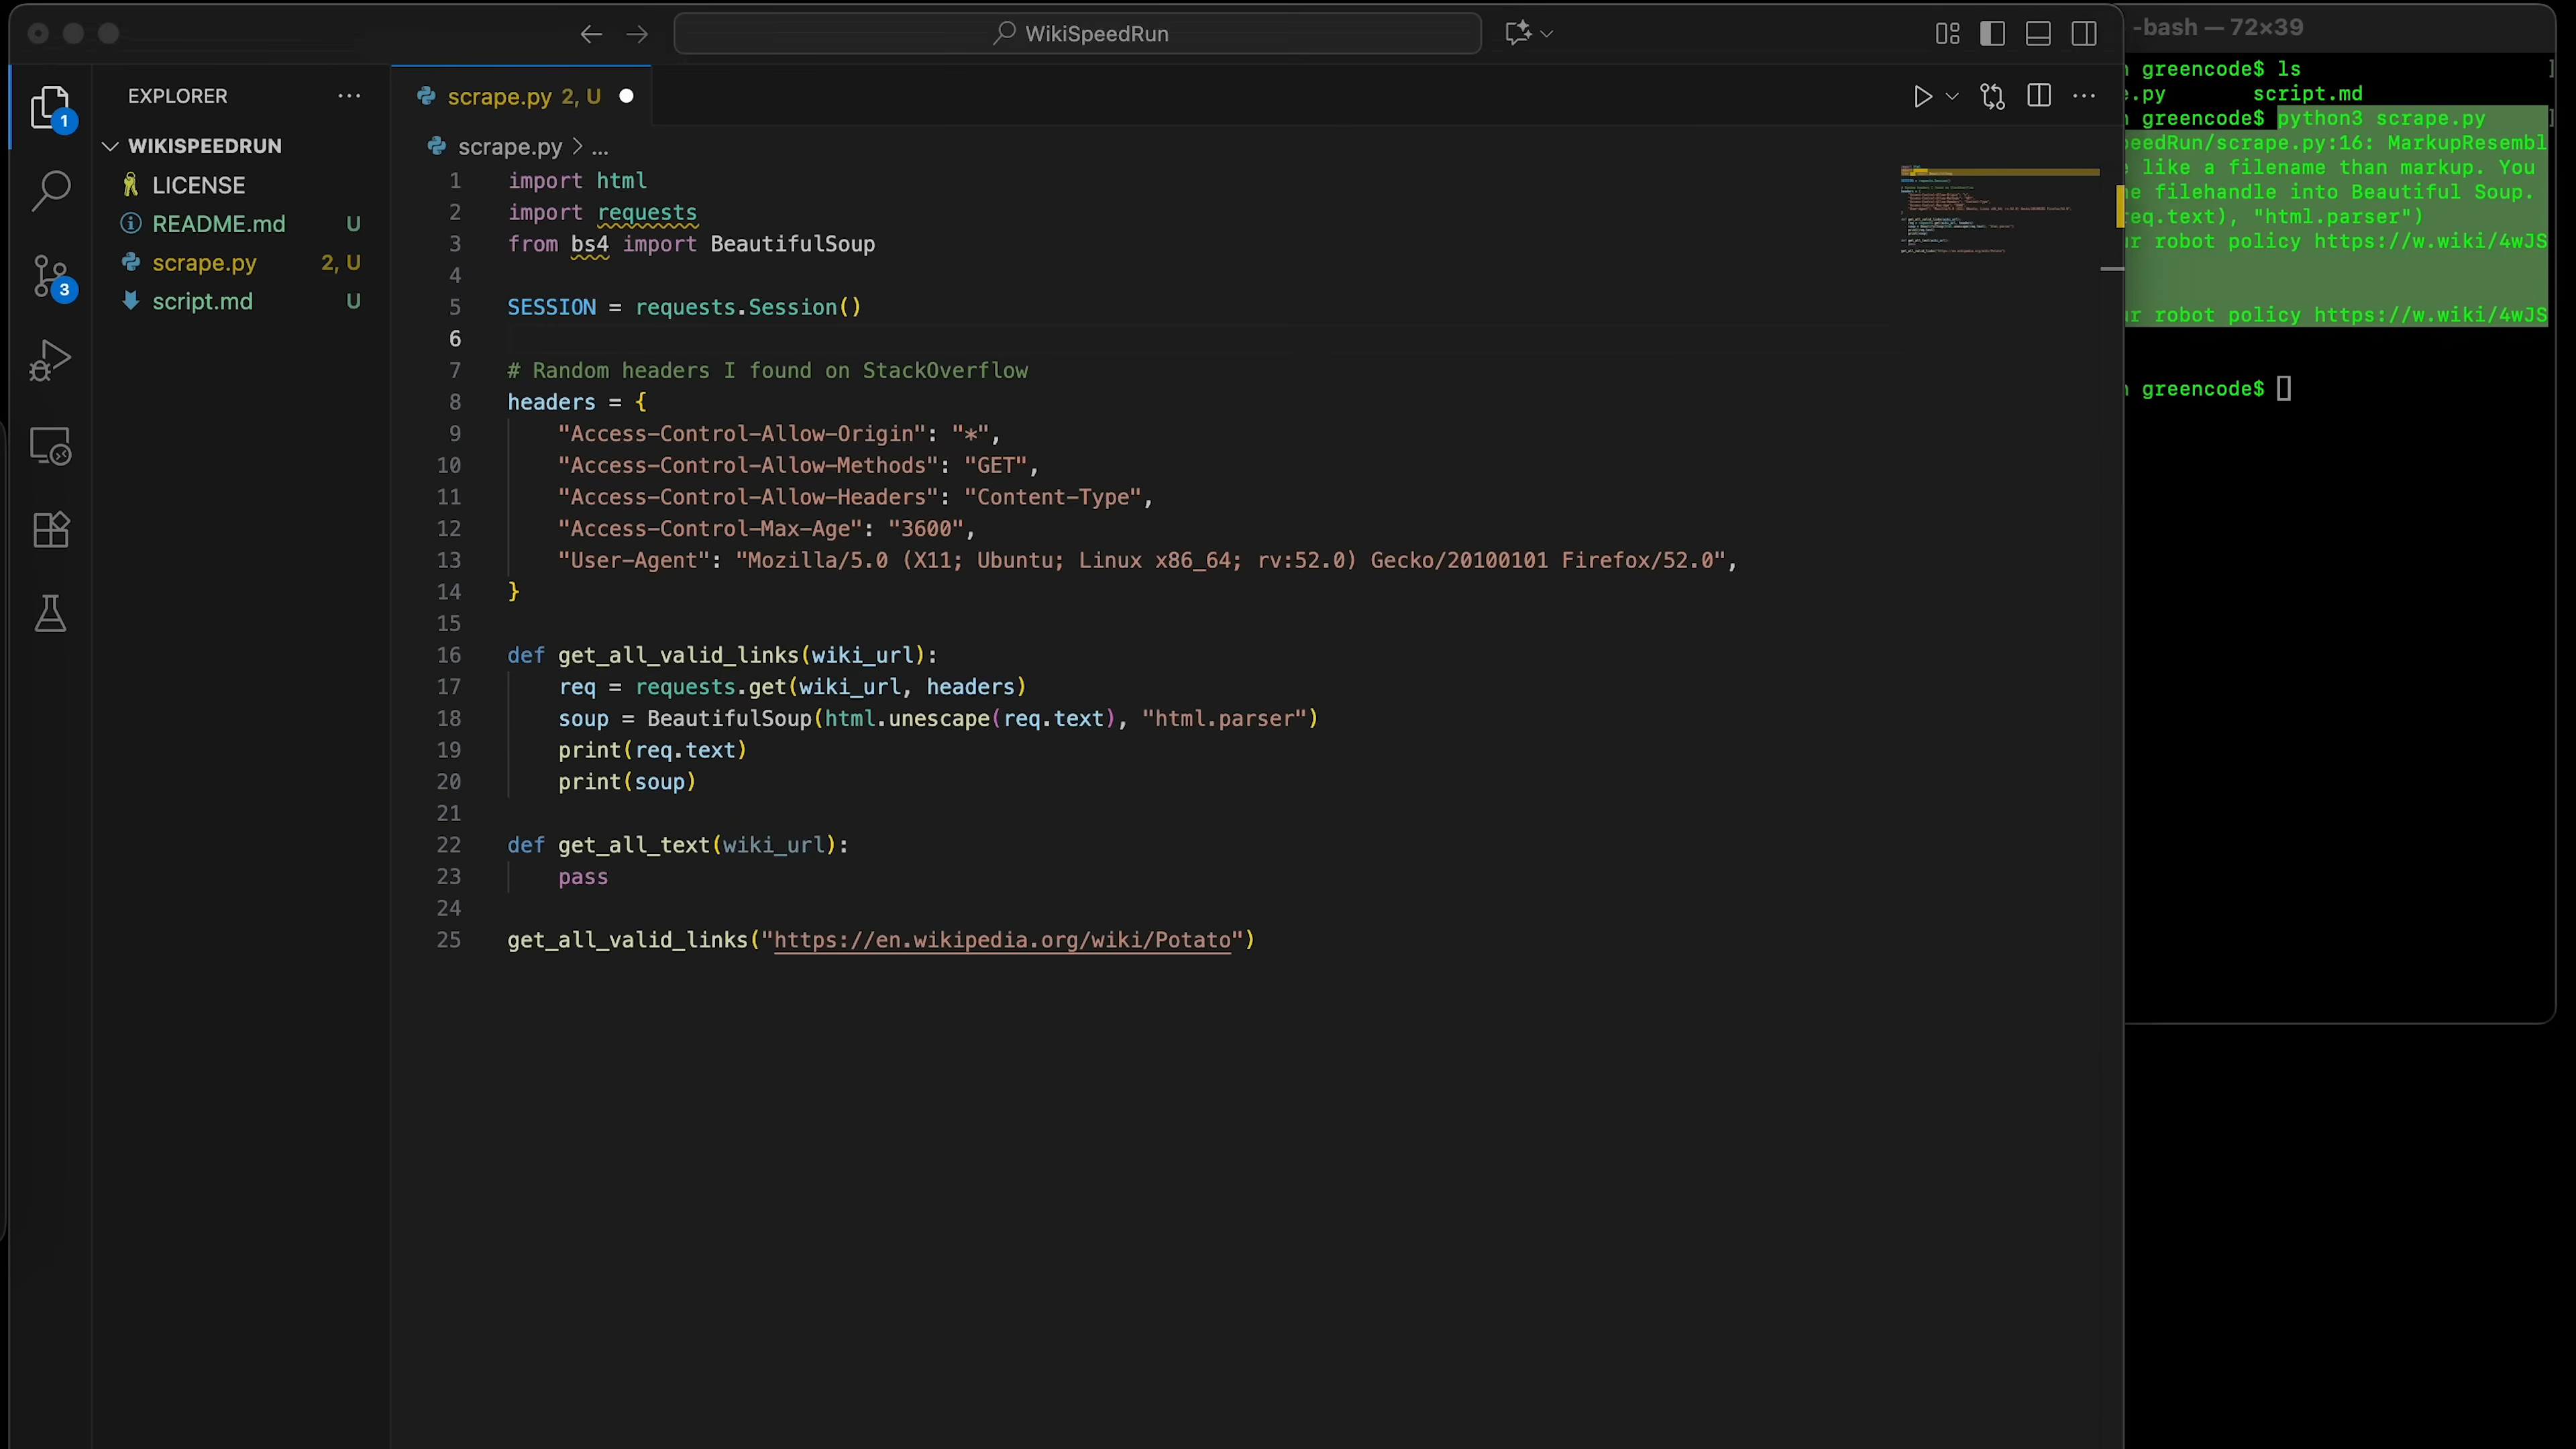 WikiSpeedRun
EXPLORER
WIKISPEEDRUN
LICENSE
README.md U
scrape.py 2, U
script.md U
1
3
scrape.py 2, U
scrape.py > ...
1 import html
2 import requests
3 from bs4 import BeautifulSoup
4
5 SESSION = requests.Session()
6
7 # Random headers I found on StackOverflow
8 headers = {
9 "Access-Control-Allow-Origin": "*",
10 "Access-Control-Allow-Methods": "GET",
11 "Access-Control-Allow-Headers": "Content-Type",
12 "Access-Control-Max-Age": "3600",
13 "User-Agent": "Mozilla/5.0 (X11; Ubuntu; Linux x86_64; rv:52.0) Gecko/20100101 Firefox/52.0",
14 }
15
16 def get_all_valid_links(wiki_url):
17 req = requests.get(wiki_url, headers)
18 soup = BeautifulSoup(html.unescape(req.text), "html.parser")
19 print(req.text)
20 print(soup)
21
22 def get_all_text(wiki_url):
23 pass
24
25 get_all_valid_links("https://en.wikipedia.org/wiki/Potato")
-bash — 72×39
greencode$ ls
.py script.md
greencode$ python3 scrape.py
eedRun/scrape.py:16: MarkupResembl
like a filename than markup. You
e filehandle into Beautiful Soup.
eq.text), "html.parser")
r robot policy https://w.wiki/4wJS
r robot policy https://w.wiki/4wJS
greencode$